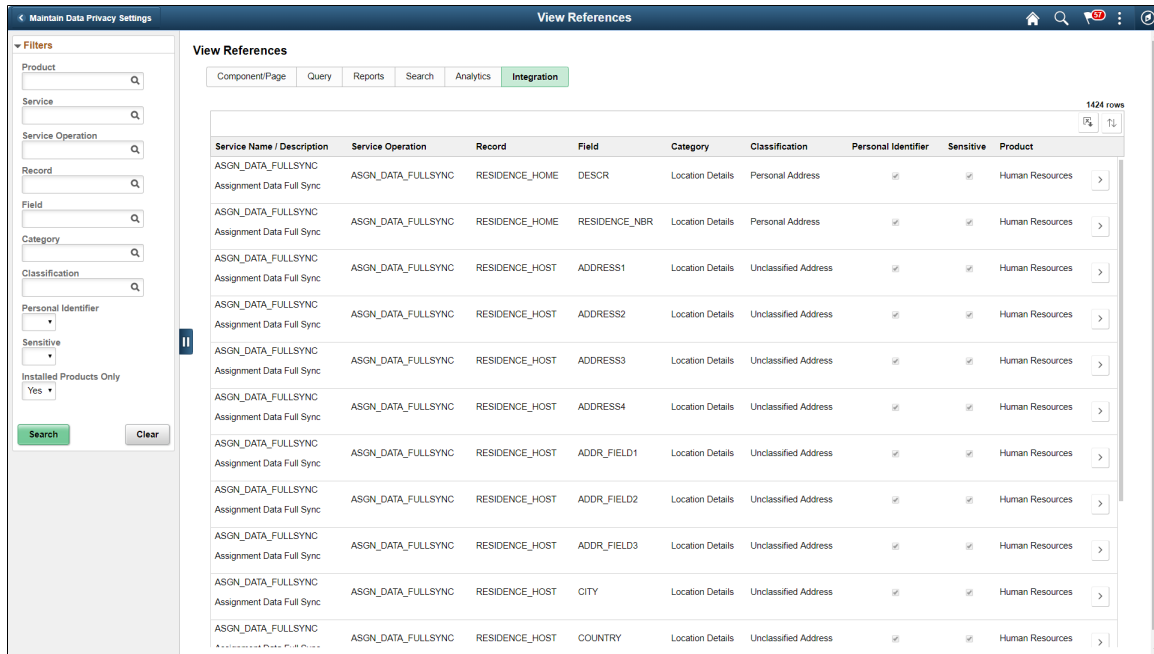 Maintain Data Privacy Settings
View References
57
Filters
Product
Service
Service Operation
Record
Field
Category
Classification
Personal Identifier
Sensitive
Installed Products Only
Yes
Search
Clear
View References
Component/Page Query Reports Search Analytics Integration
1424 rows
Service Name / Description Service Operation Record Field Category Classification Personal Identifier Sensitive Product
ASGN_DATA_FULLSYNC
Assignment Data Full Sync
ASGN_DATA_FULLSYNC RESIDENCE_HOME DESCR Location Details Personal Address Human Resources
ASGN_DATA_FULLSYNC
Assignment Data Full Sync
ASGN_DATA_FULLSYNC RESIDENCE_HOME RESIDENCE_NBR Location Details Personal Address Human Resources
ASGN_DATA_FULLSYNC
Assignment Data Full Sync
ASGN_DATA_FULLSYNC RESIDENCE_HOST ADDRESS1 Location Details Unclassified Address Human Resources
ASGN_DATA_FULLSYNC
Assignment Data Full Sync
ASGN_DATA_FULLSYNC RESIDENCE_HOST ADDRESS2 Location Details Unclassified Address Human Resources
ASGN_DATA_FULLSYNC
Assignment Data Full Sync
ASGN_DATA_FULLSYNC RESIDENCE_HOST ADDRESS3 Location Details Unclassified Address Human Resources
ASGN_DATA_FULLSYNC
Assignment Data Full Sync
ASGN_DATA_FULLSYNC RESIDENCE_HOST ADDRESS4 Location Details Unclassified Address Human Resources
ASGN_DATA_FULLSYNC
Assignment Data Full Sync
ASGN_DATA_FULLSYNC RESIDENCE_HOST ADDR_FIELD1 Location Details Unclassified Address Human Resources
ASGN_DATA_FULLSYNC
Assignment Data Full Sync
ASGN_DATA_FULLSYNC RESIDENCE_HOST ADDR_FIELD2 Location Details Unclassified Address Human Resources
ASGN_DATA_FULLSYNC
Assignment Data Full Sync
ASGN_DATA_FULLSYNC RESIDENCE_HOST ADDR_FIELD3 Location Details Unclassified Address Human Resources
ASGN_DATA_FULLSYNC
Assignment Data Full Sync
ASGN_DATA_FULLSYNC RESIDENCE_HOST CITY Location Details Unclassified Address Human Resources
ASGN_DATA_FULLSYNC
ASGN_DATA_FULLSYNC RESIDENCE_HOST COUNTRY Location Details Unclassified Address Human Resources